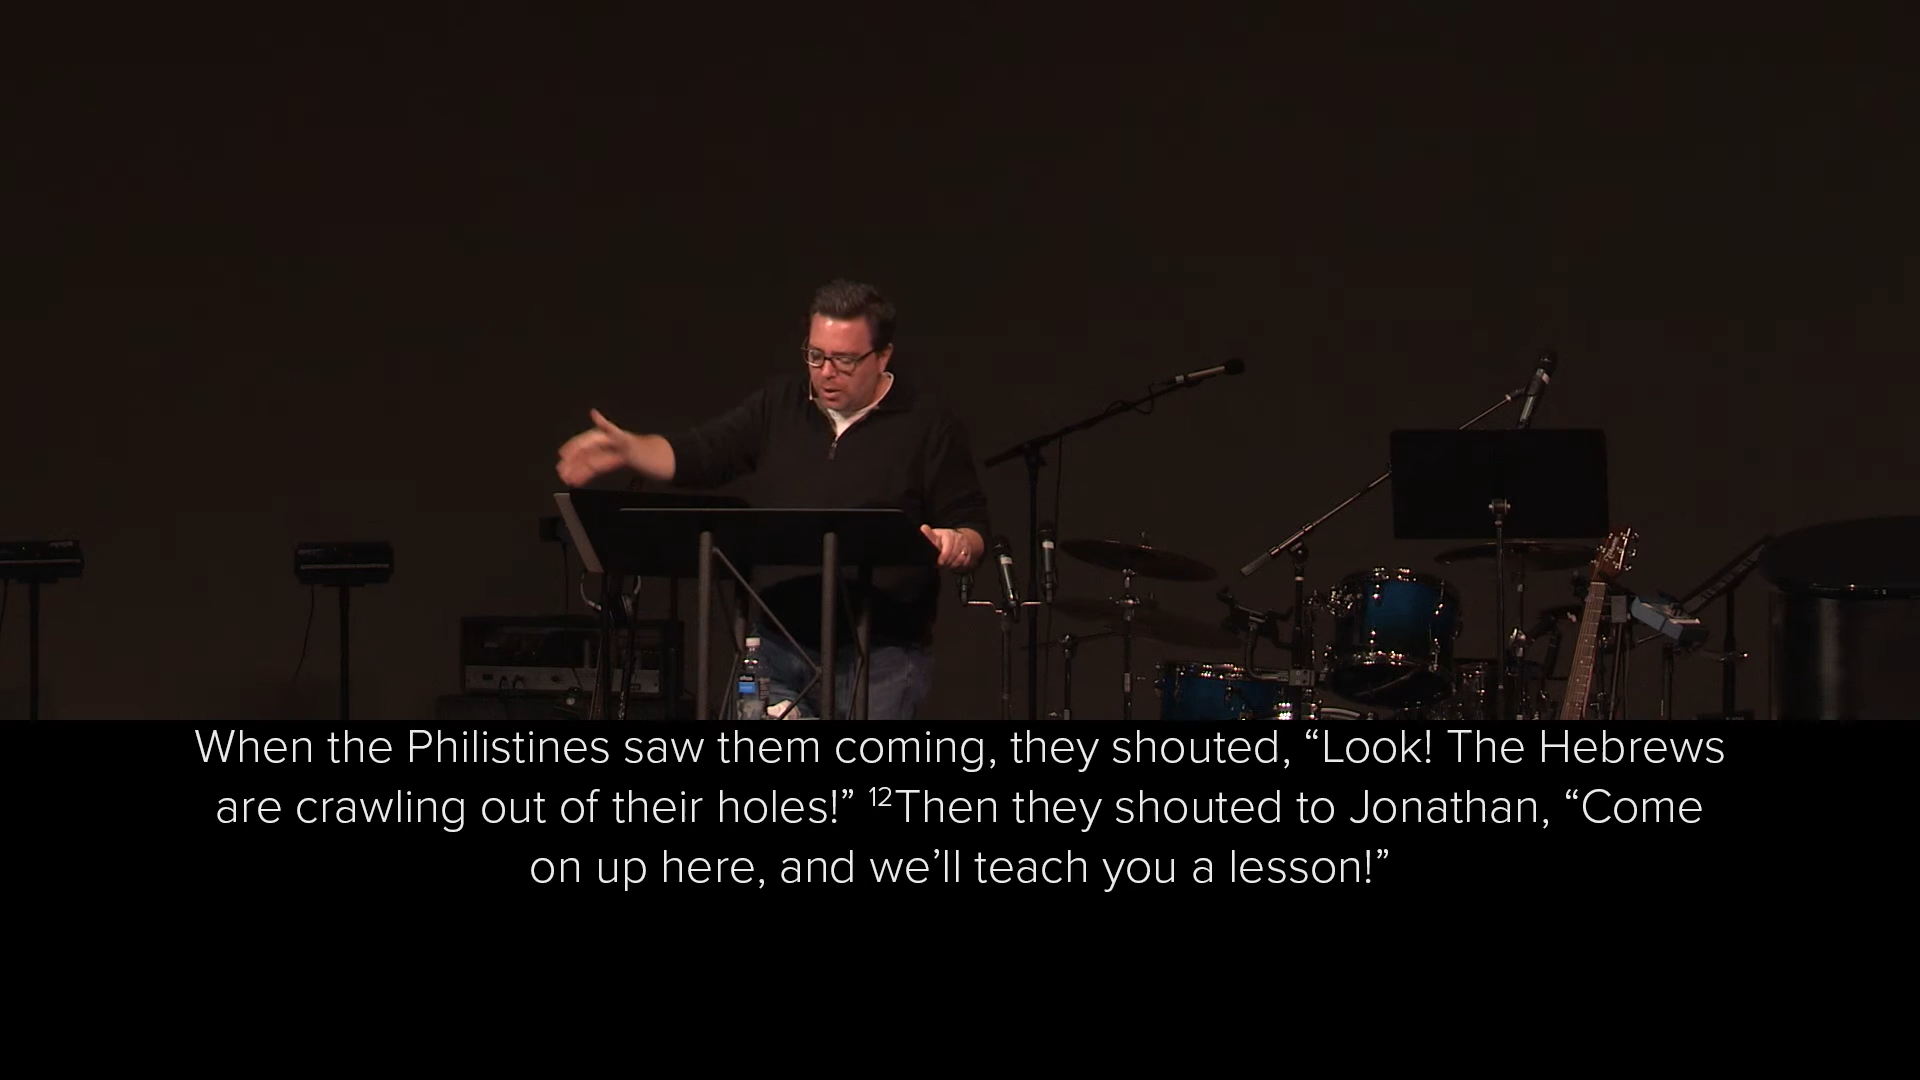 When the Philistines saw them coming, they shouted, “Look! The Hebrews
are crawling out of their holes!” ¹²Then they shouted to Jonathan, “Come
on up here, and we’ll teach you a lesson!”